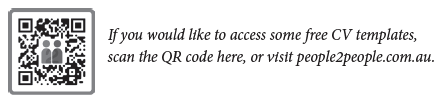 If you would like to access some free CV templates,
scan the QR code here, or visit people2people.com.au.